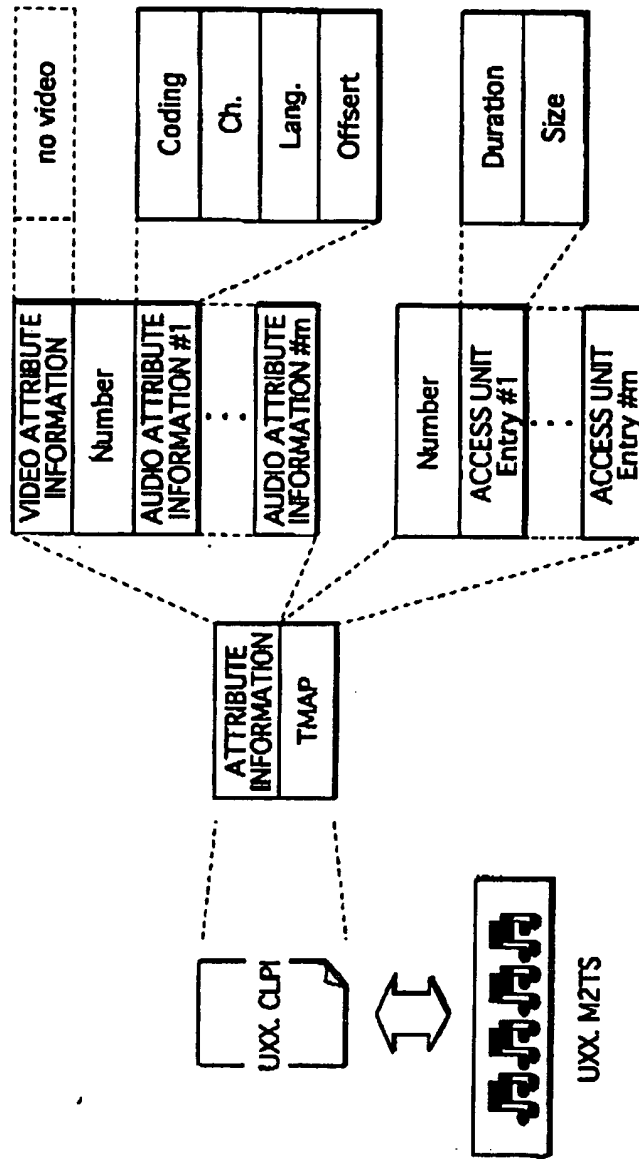 UXX. CLPI
UXX. M2TS
ATTRIBUTE
INFORMATION
TMAP
VIDEO ATTRIBUTE
INFORMATION
Number
AUDIO ATTRIBUTE
INFORMATION #1
AUDIO ATTRIBUTE
INFORMATION #m
no video
Coding
Ch.
Lang.
Offsert
Number
ACCESS UNIT
Entry #1
ACCESS UNIT
Entry #m
Duration
Size